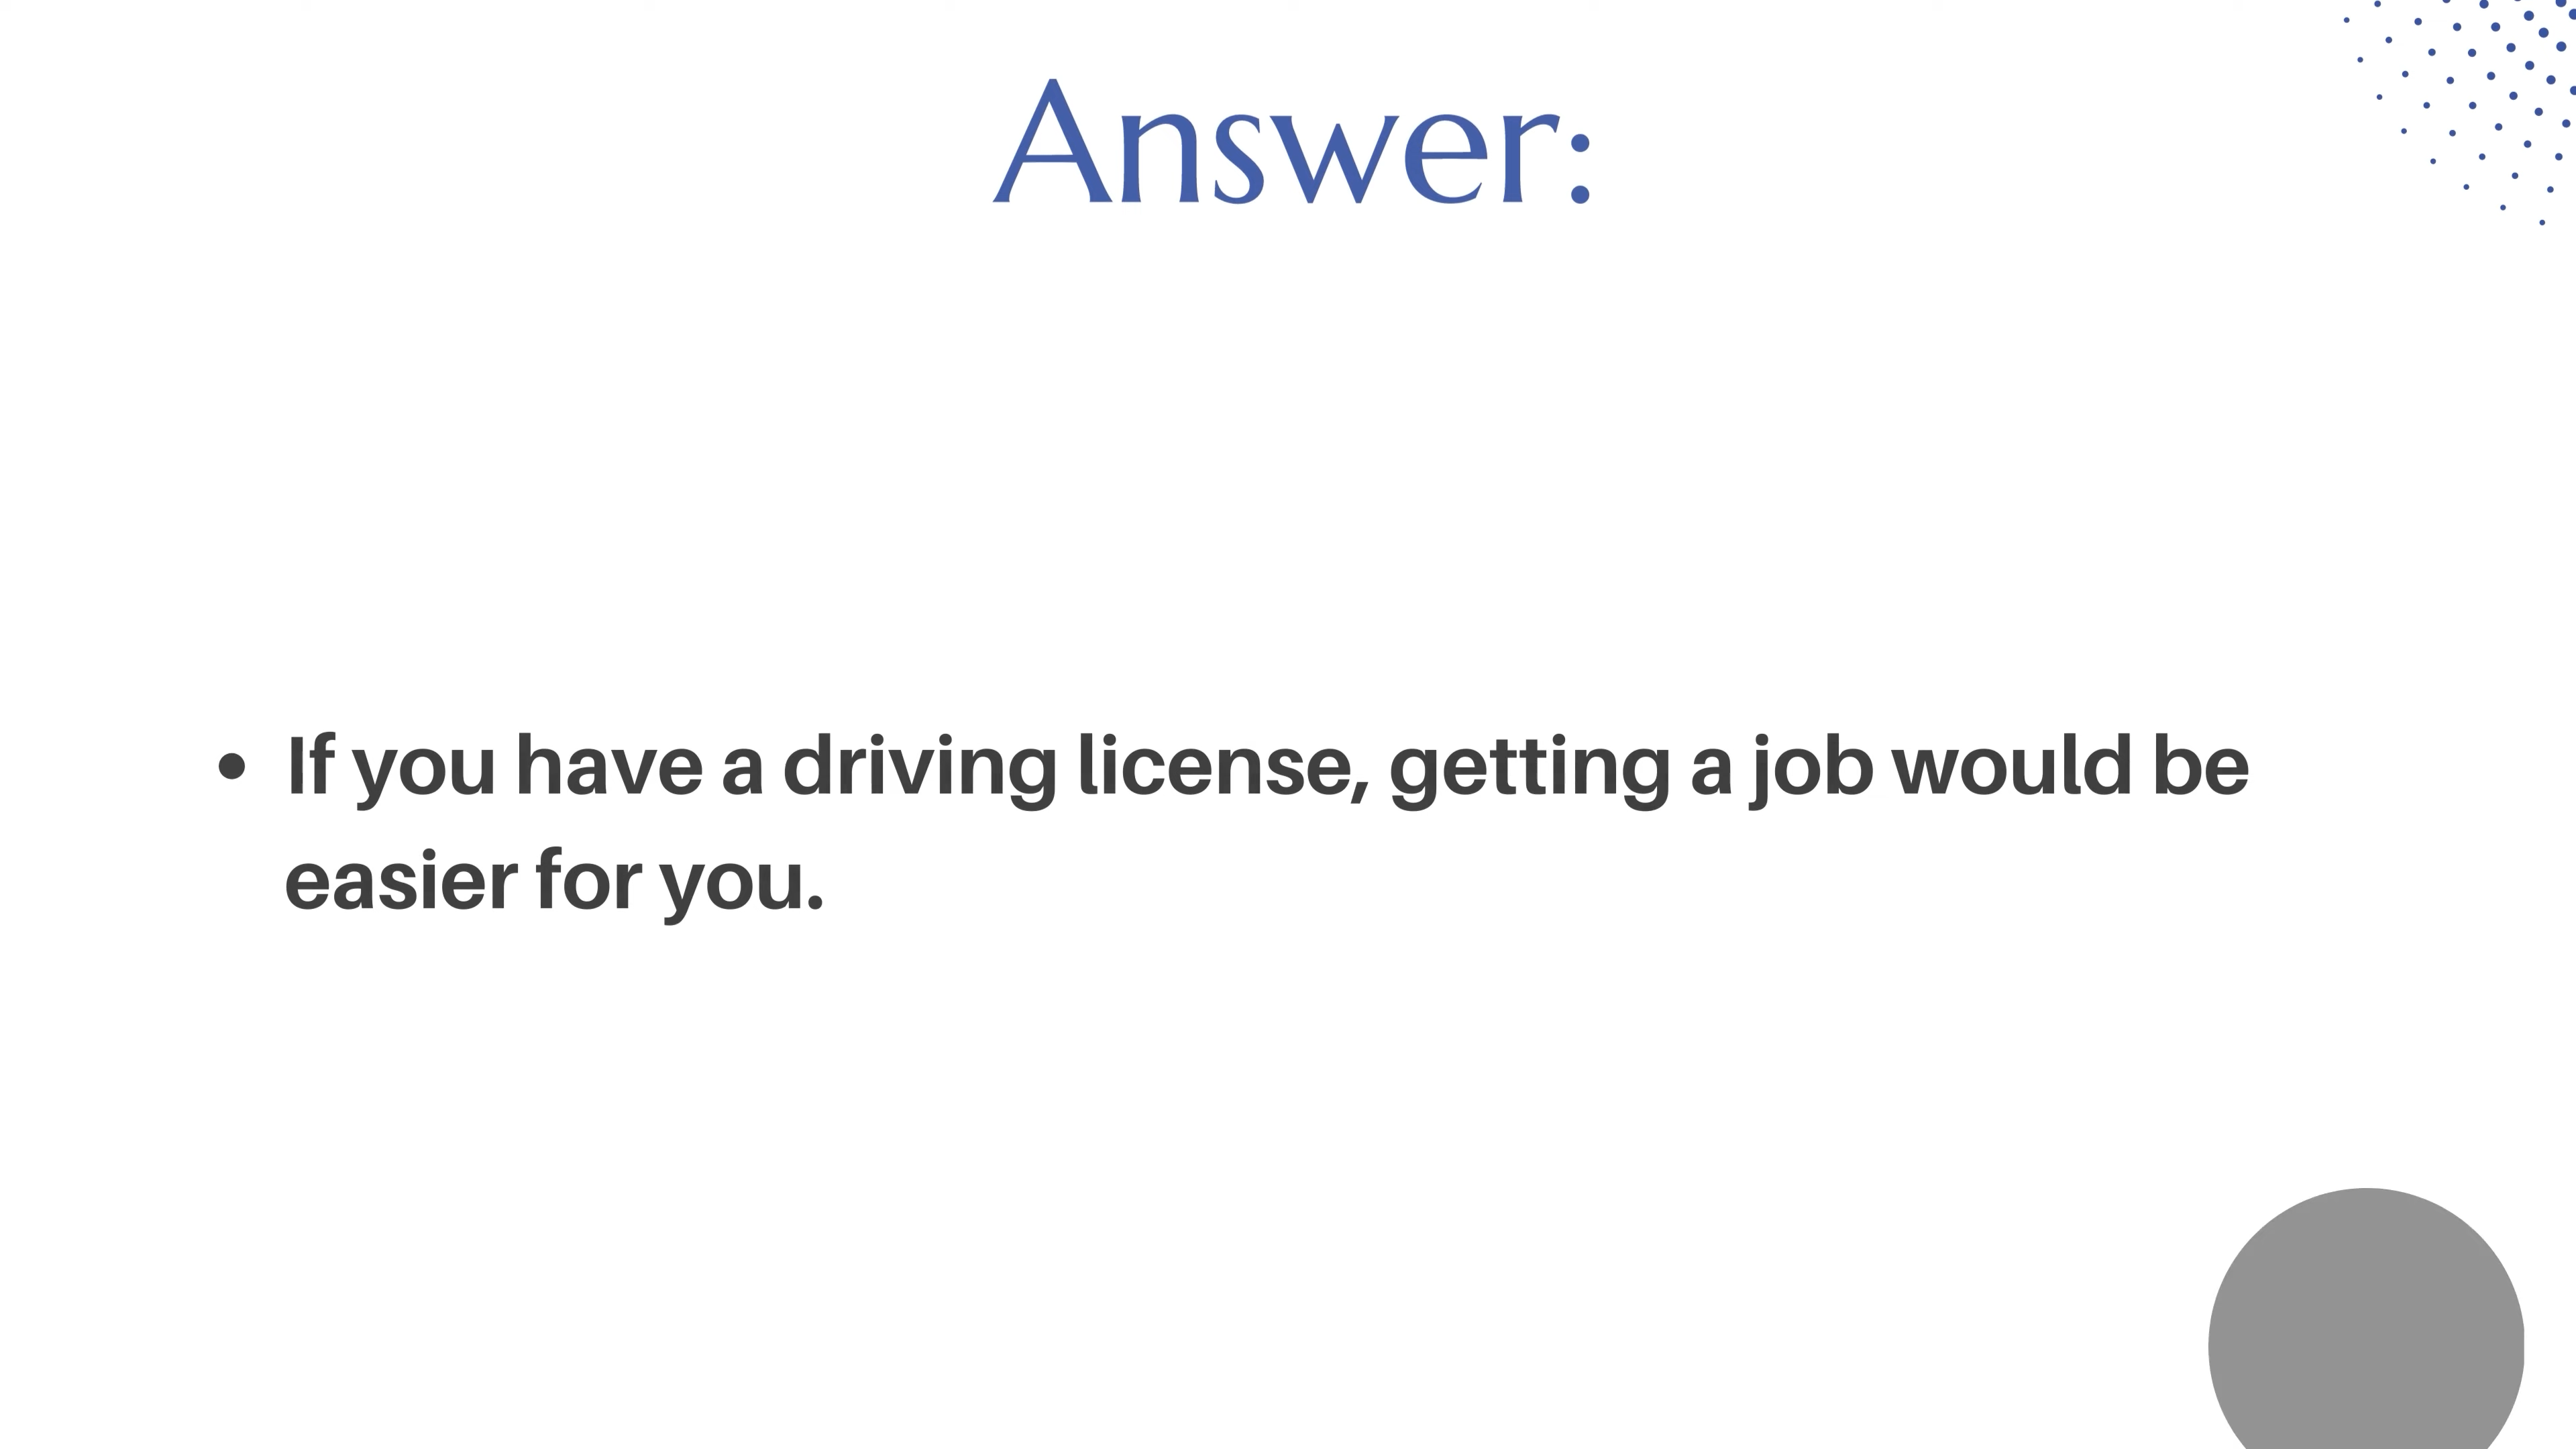 Answer:
• If you have a driving license, getting a job would be
easier for you.